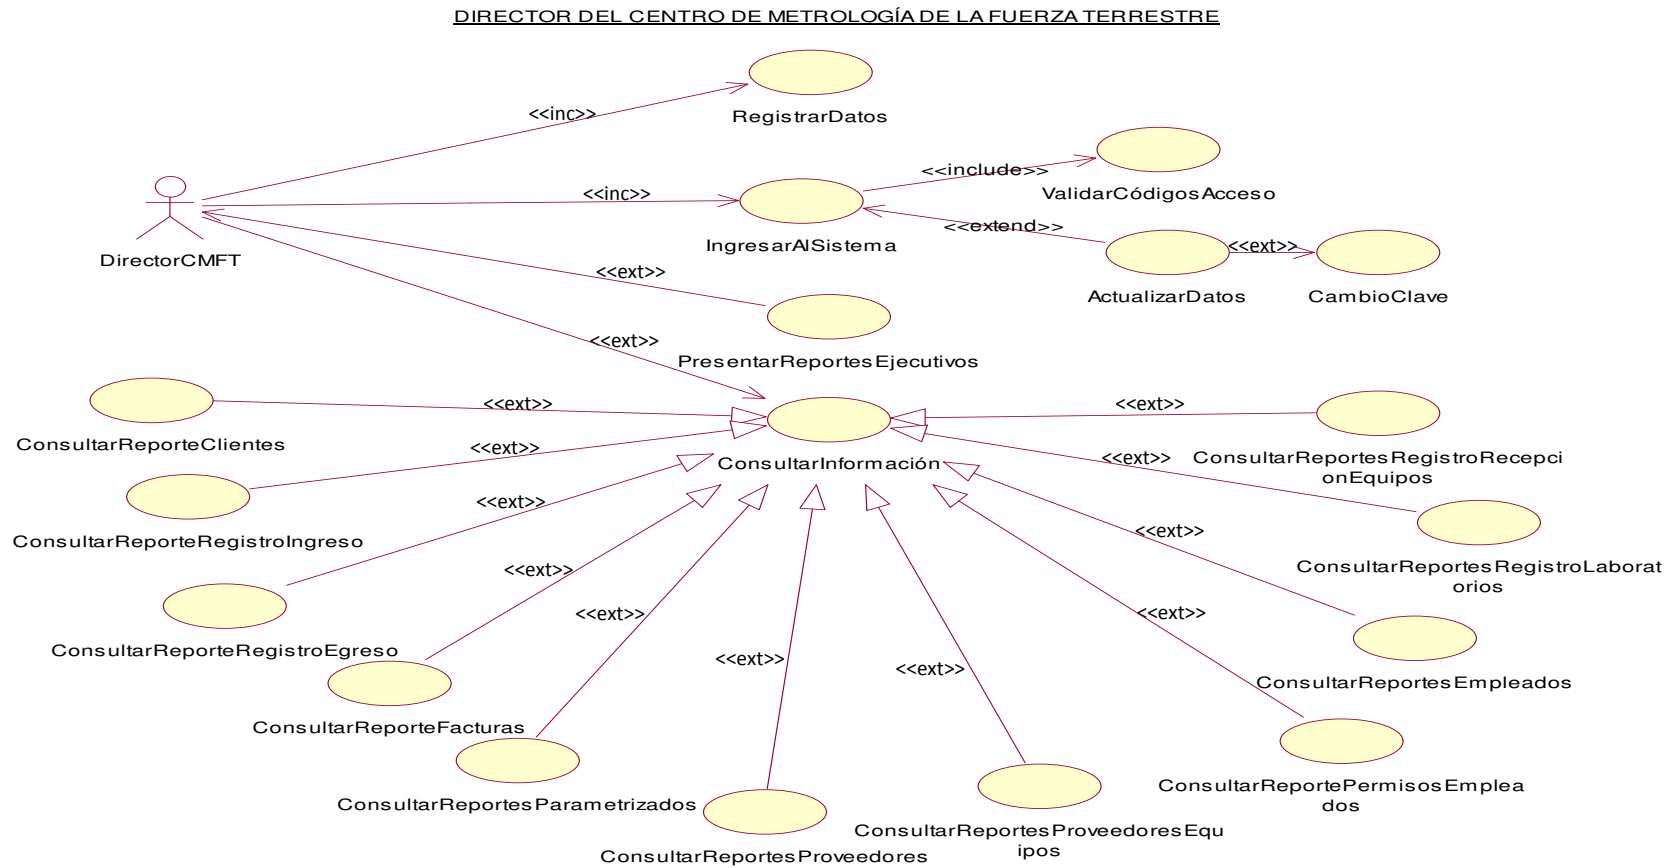 DIRECTOR DEL CENTRO DE METROLOGÍA DE LA FUERZA TERRESTRE
<<inc>>
RegistrarDatos
<<include>>
ValidarCódigosAcceso
<<inc>>
IngresarAlSistema
<<extend>>
<<ext>>
DirectorCMFT
<<ext>>
ActualizarDatos
CambioClave
<<ext>>
PresentarReportesEjecutivos
<<ext>>
<<ext>>
ConsultarReporteClientes
<<ext>>
ConsultarInformación
<<ext>>
ConsultarReportesRegistroRecepci
onEquipos
<<ext>>
<<ext>>
ConsultarReporteRegistroIngreso
<<ext>>
ConsultarReportesRegistroLaborat
orios
<<ext>>
<<ext>>
<<ext>>
ConsultarReporteRegistroEgreso
<<ext>>
<<ext>>
ConsultarReportesEmpleados
ConsultarReporteFacturas
ConsultarReportePermisosEmplea
dos
ConsultarReportesParametrizados
ConsultarReportesProveedoresEqu
ipos
ConsultarReportesProveedores